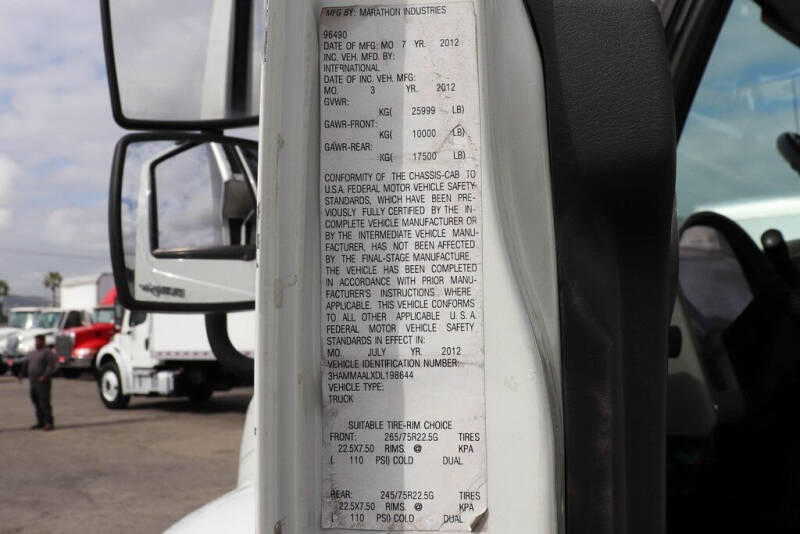 MFG BY: MARATHON INDUSTRIES
96490
DATE OF MFG: MO 7 YR. 2012
INC. VEH. MFD. BY:
INTERNATIONAL
DATE OF INC. VEH. MFG:
MO. 3 YR. 2012
GVWR:
KG( 25999 LB)
GAWR-FRONT:
KG( 10000 LB)
GAWR-REAR:
KG( 17500 LB)
CONFORMITY OF THE CHASSIS-CAB TO
U.S.A. FEDERAL MOTOR VEHICLE SAFETY
STANDARDS, WHICH HAVE BEEN PRE-
VIOUSLY FULLY CERTIFIED BY THE IN-
COMPLETE VEHICLE MANUFACTURER OR
BY THE INTERMEDIATE VEHICLE MANU-
FACTURER, HAS NOT BEEN AFFECTED
BY THE FINAL-STAGE MANUFACTURE.
THE VEHICLE HAS BEEN COMPLETED
IN ACCORDANCE WITH PRIOR MANU-
FACTURER'S INSTRUCTIONS WHERE
APPLICABLE. THIS VEHICLE CONFORMS
TO ALL OTHER APPLICABLE U.S.A.
FEDERAL MOTOR VEHICLE SAFETY
STANDARDS IN EFFECT IN:
MO. JULY YR. 2012
VEHICLE IDENTIFICATION NUMBER:
3HAMMAALXDL198644
VEHICLE TYPE:
TRUCK
SUITABLE TIRE-RIM CHOICE
FRONT: 265/75R22.5G TIRES
22.5X7.50 RIMS. @ KPA
( 110 PSI) COLD DUAL
REAR: 245/75R22.5G TIRES
22.5X7.50 RIMS. @ KPA
( 110 PSI) COLD DUAL